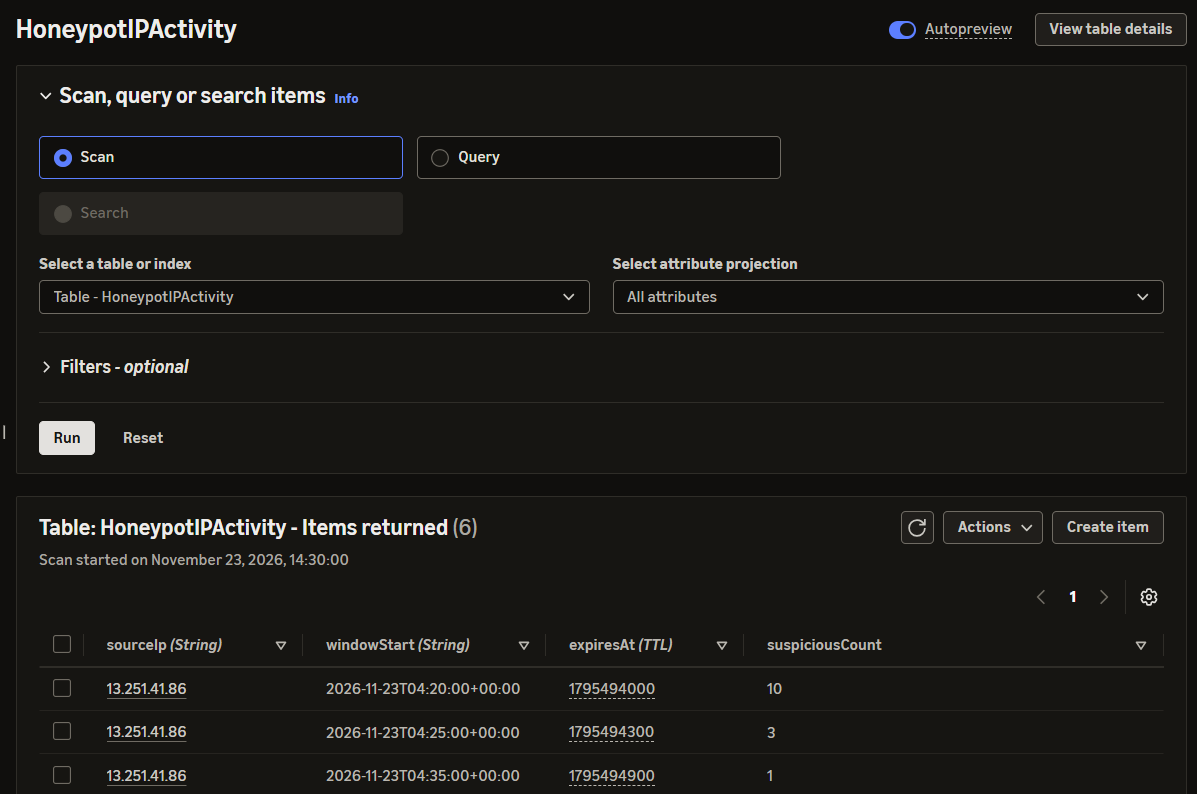 HoneypotIPActivity
Autopreview
View table details
Scan, query or search items Info
Scan
Query
Search
Select a table or index
Select attribute projection
Table - HoneypotIPActivity
All attributes
Filters - optional
Run
Reset
Table: HoneypotIPActivity - Items returned (6)
Actions
Create item
Scan started on November 23, 2026, 14:30:00
1
sourceIp (String) windowStart (String) expiresAt (TTL) suspiciousCount
13.251.41.86 2026-11-23T04:20:00+00:00 1795494000 10
13.251.41.86 2026-11-23T04:25:00+00:00 1795494300 3
13.251.41.86 2026-11-23T04:35:00+00:00 1795494900 1